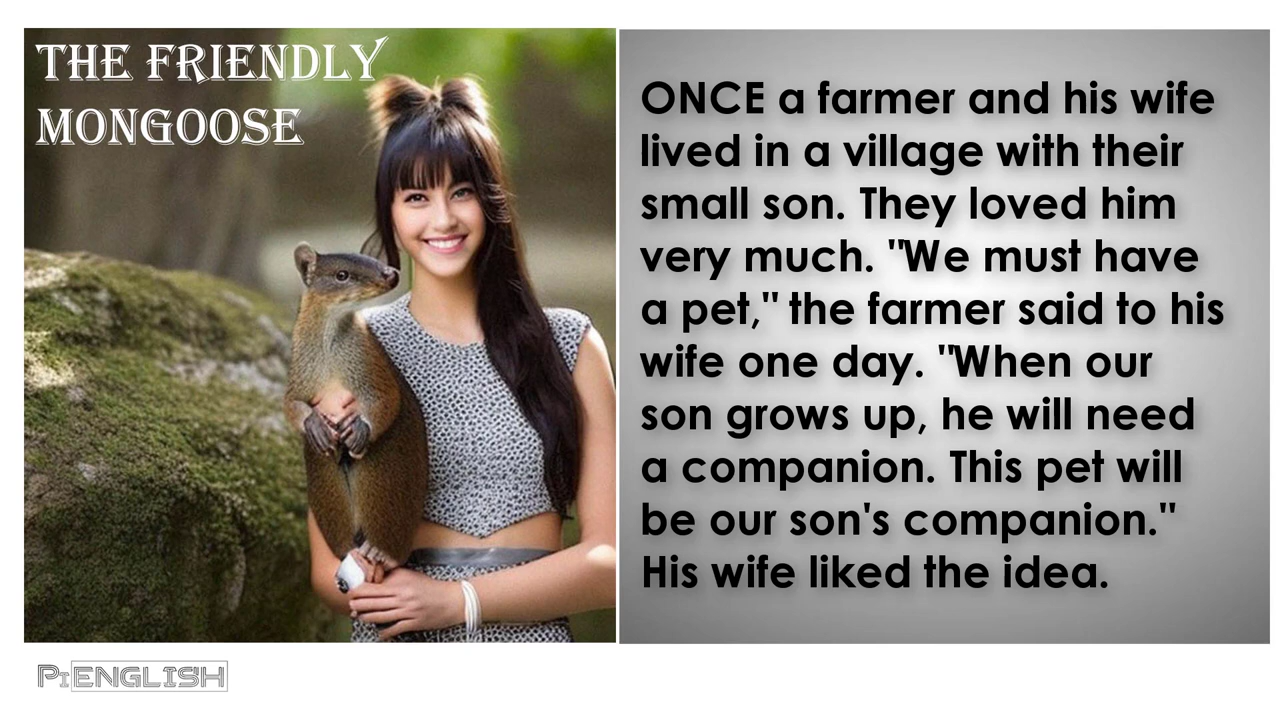 THE FRIENDLY
MONGOOSE
ONCE a farmer and his wife
lived in a village with their
small son. They loved him
very much. "We must have
a pet," the farmer said to his
wife one day. "When our
son grows up, he will need
a companion. This pet will
be our son's companion."
His wife liked the idea.
PiENGLISH